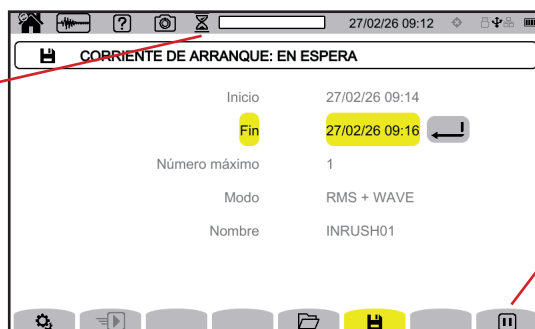 ? 27/02/26 09:12
CORRIENTE DE ARRANQUE: EN ESPERA
Inicio 27/02/26 09:14
Fin 27/02/26 09:16
Número máximo 1
Modo RMS + WAVE
Nombre INRUSH01